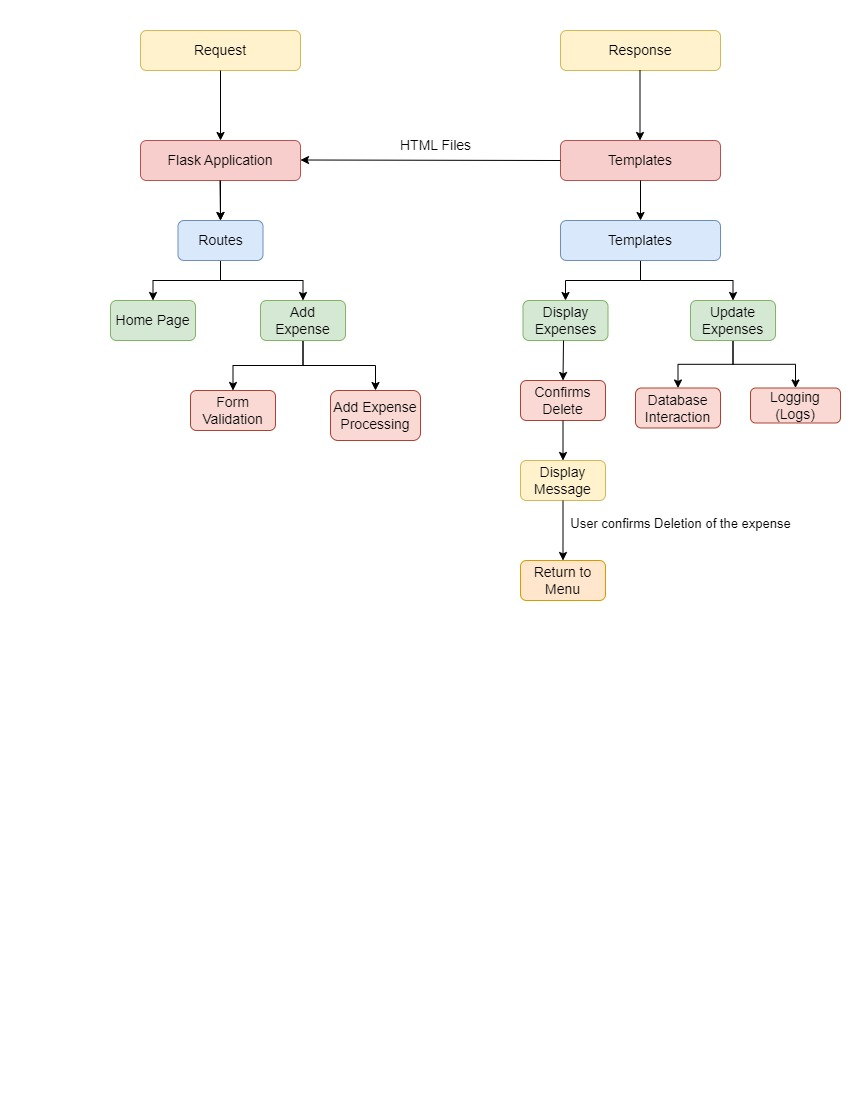 Request
Response
HTML Files
Flask Application
Templates
Routes
Templates
Home Page
Add
Expense
Display
Expenses
Update
Expenses
Form
Validation
Add Expense
Processing
Confirms
Delete
Database
Interaction
Logging
(Logs)
Display
Message
User confirms Deletion of the expense
Return to
Menu